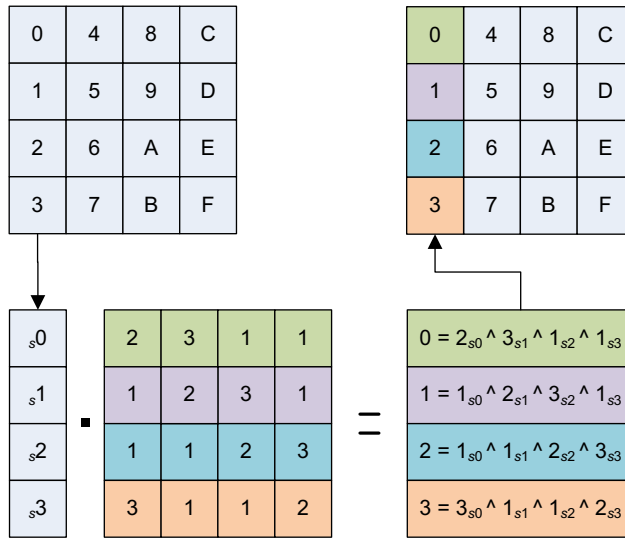 0 4 8 C
1 5 9 D
2 6 A E
3 7 B F
0 4 8 C
1 5 9 D
2 6 A E
3 7 B F
s0
s1
s2
s3
.
2 3 1 1
1 2 3 1
1 1 2 3
3 1 1 2
=
0 = 2s0 ^ 3s1 ^ 1s2 ^ 1s3
1 = 1s0 ^ 2s1 ^ 3s2 ^ 1s3
2 = 1s0 ^ 1s1 ^ 2s2 ^ 3s3
3 = 3s0 ^ 1s1 ^ 1s2 ^ 2s3